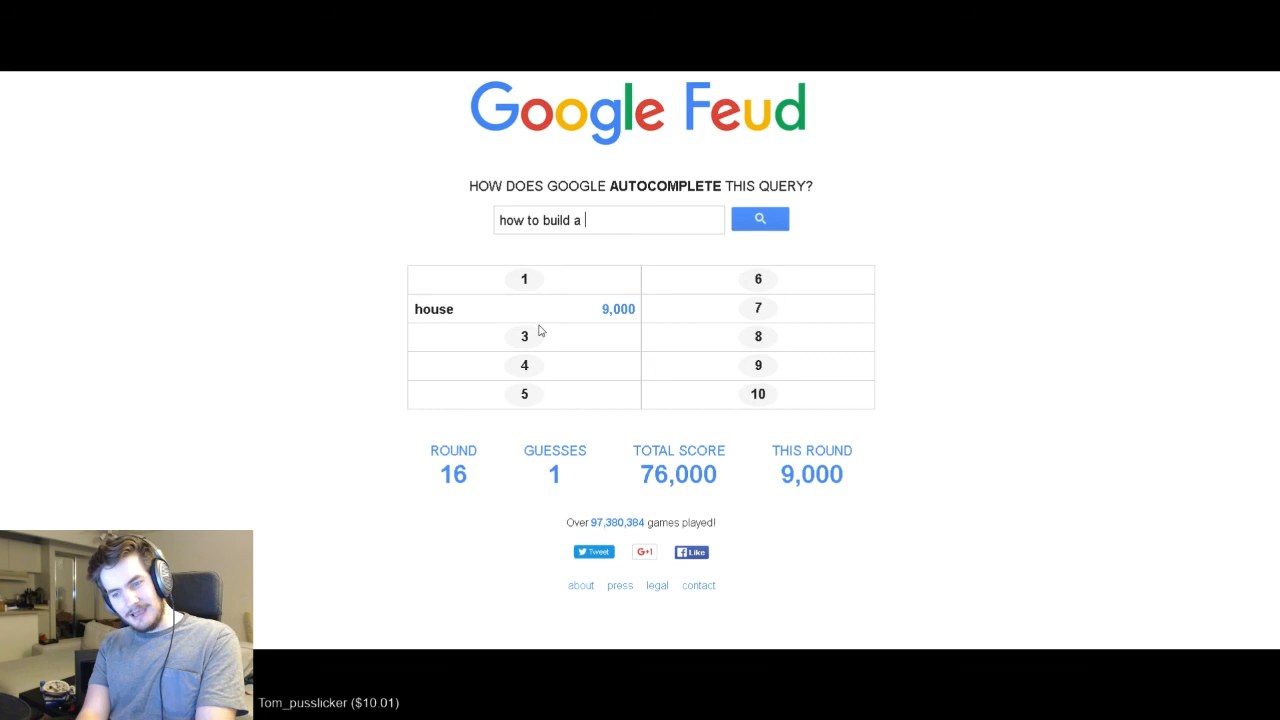 Google Feud
HOW DOES GOOGLE AUTOCOMPLETE THIS QUERY?
how to build a
1
6
house 9,000
7
3
8
4
9
5
10
ROUND GUESSES TOTAL SCORE THIS ROUND
16 1 76,000 9,000
Over 97,380,384 games played!
Tweet G+1 Like
about press legal contact
Tom_pusslicker ($10.01)